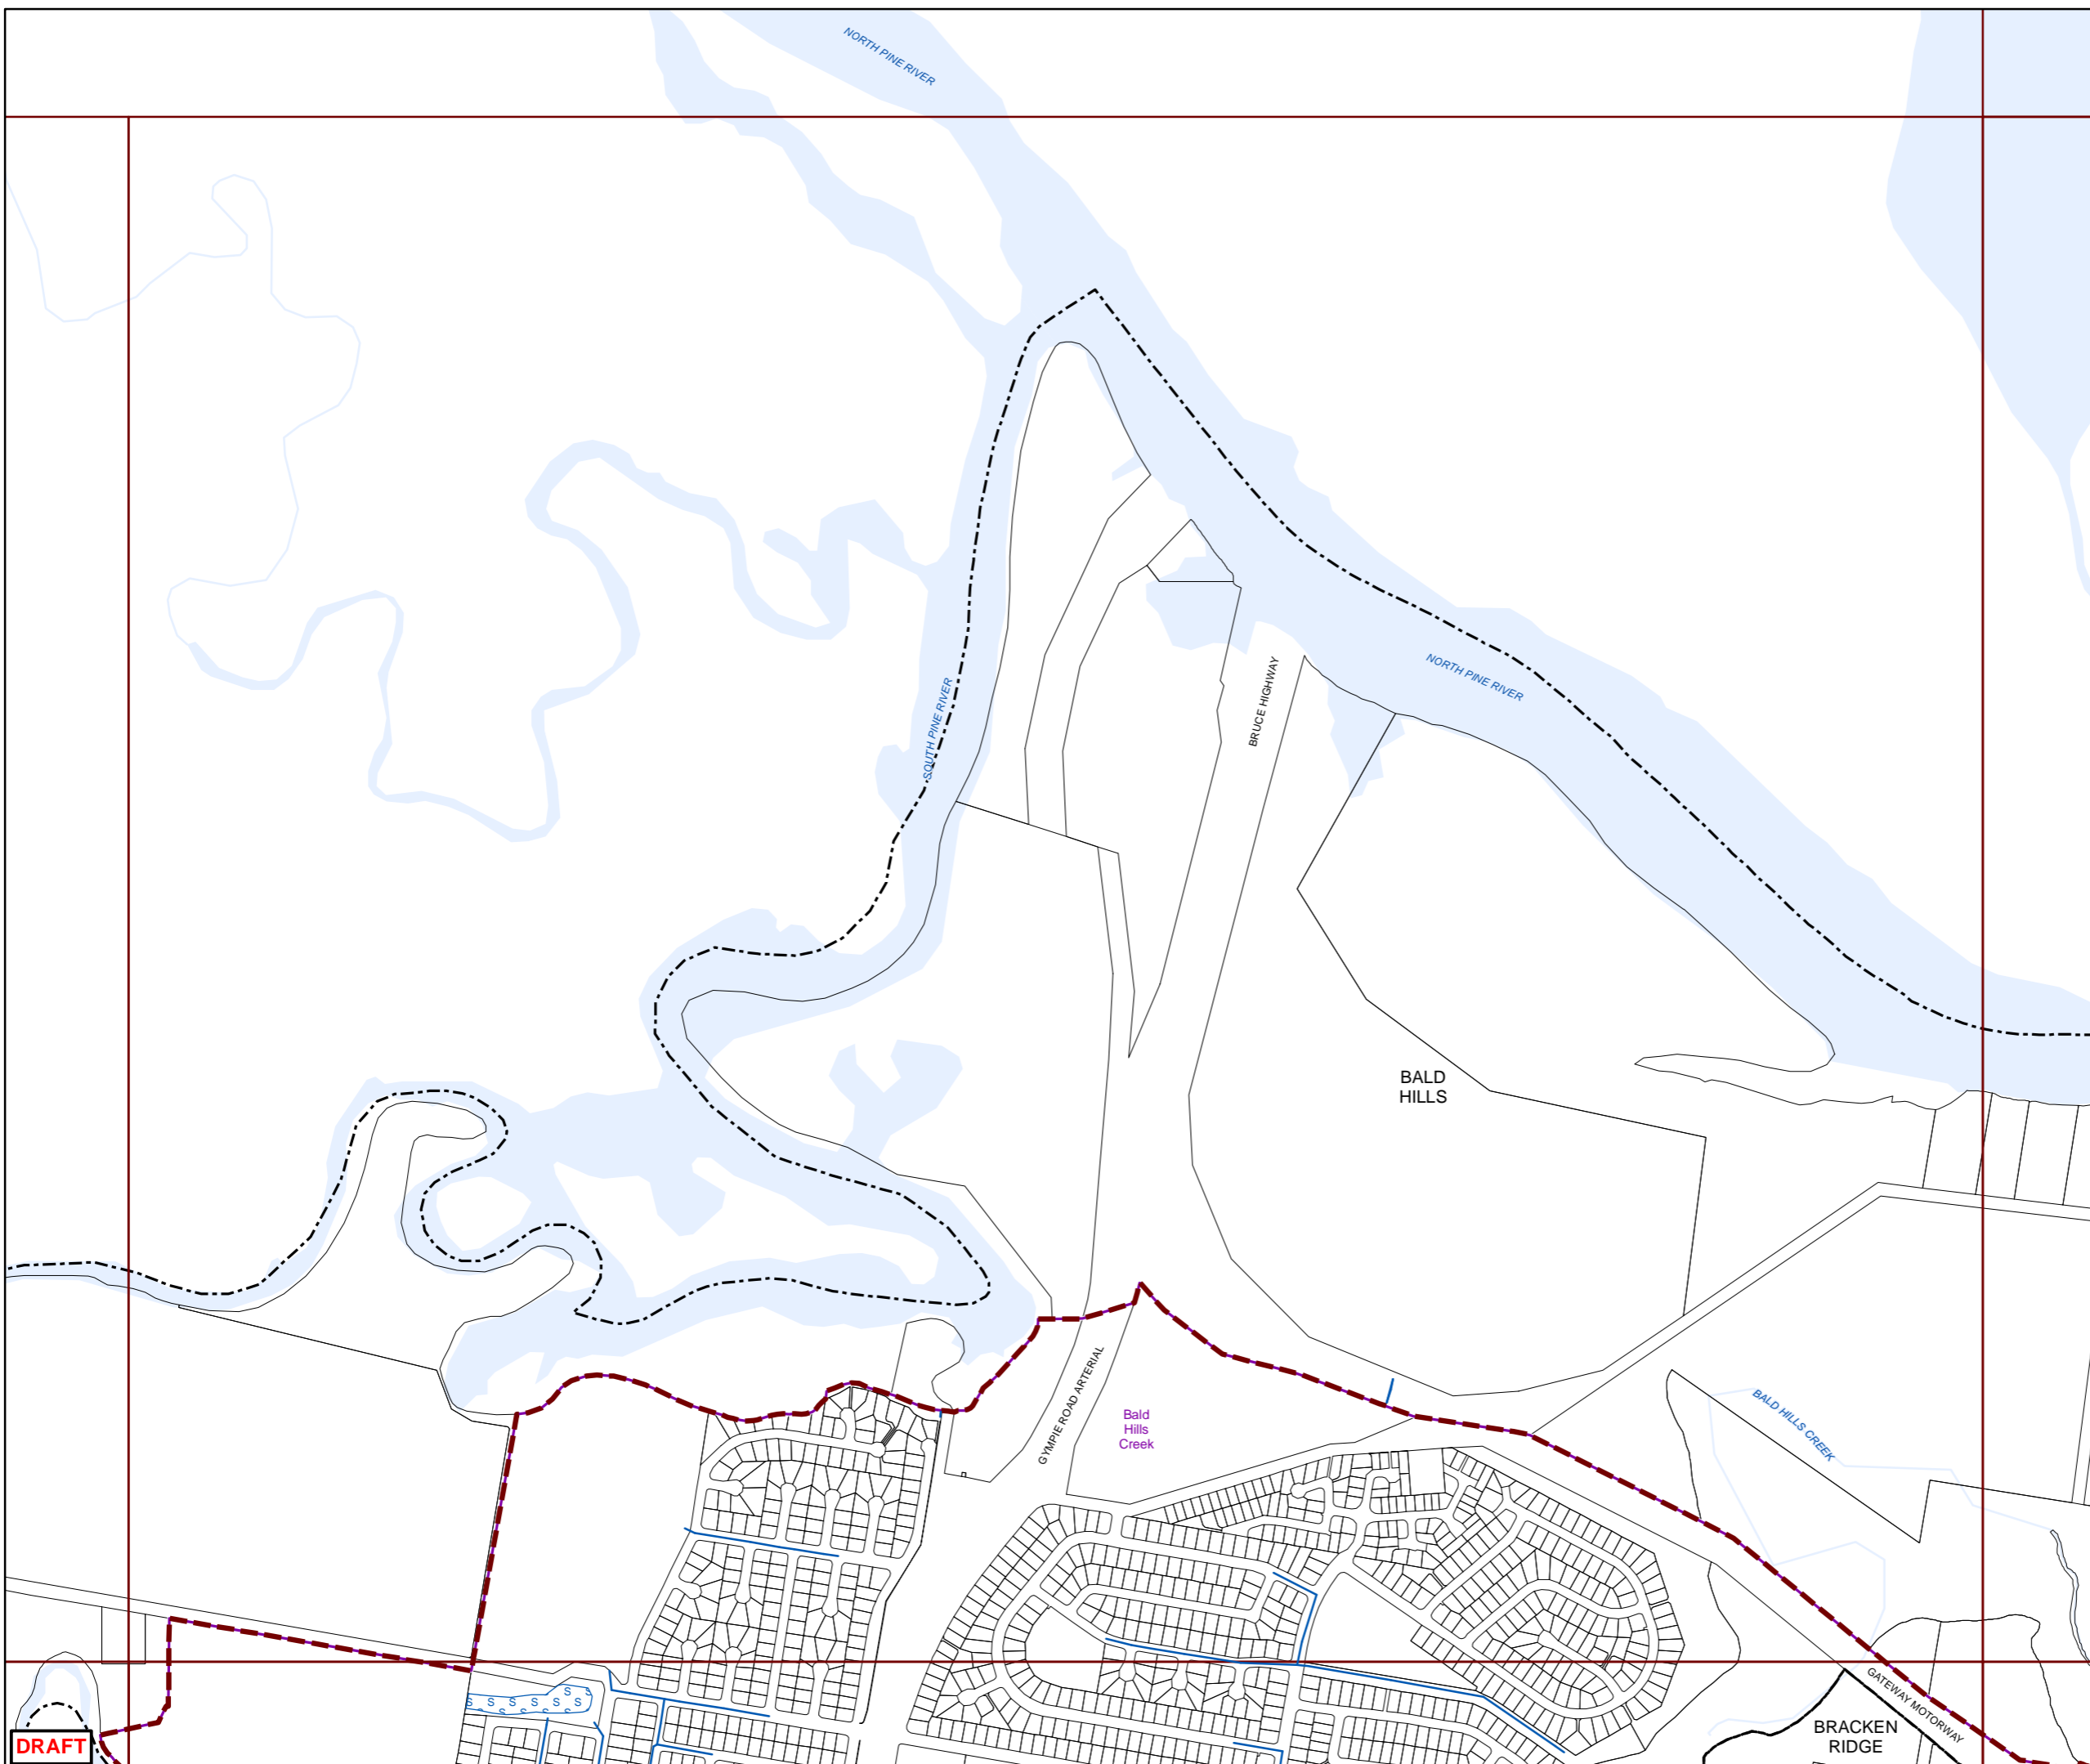 NORTH PINE RIVER
SOUTH PINE RIVER
BRUCE HIGHWAY
NORTH PINE RIVER
BALD
HILLS
GYMPIE ROAD ARTERIAL
Bald
Hills
Creek
BALD HILLS CREEK
S S S S S S S S
GATEWAY MOTORWAY
BRACKEN
RIDGE
DRAFT